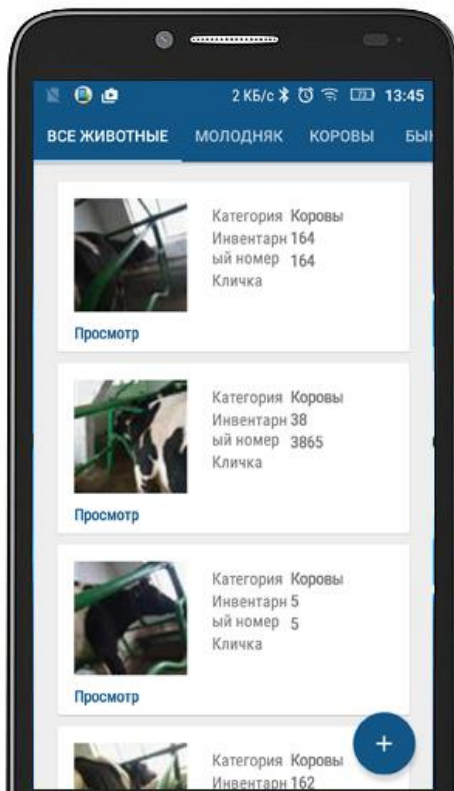 2 КБ/с 73 13:45
ВСЕ ЖИВОТНЫЕ МОЛОДНЯК КОРОВЫ БЫК
Категория Коровы
Инвентарн 164
ый номер 164
Кличка
Просмотр
Категория Коровы
Инвентарн 38
ый номер 3865
Кличка
Просмотр
Категория Коровы
Инвентарн 5
ый номер 5
Кличка
Просмотр
Категория Коровы
Инвентарн 162
+